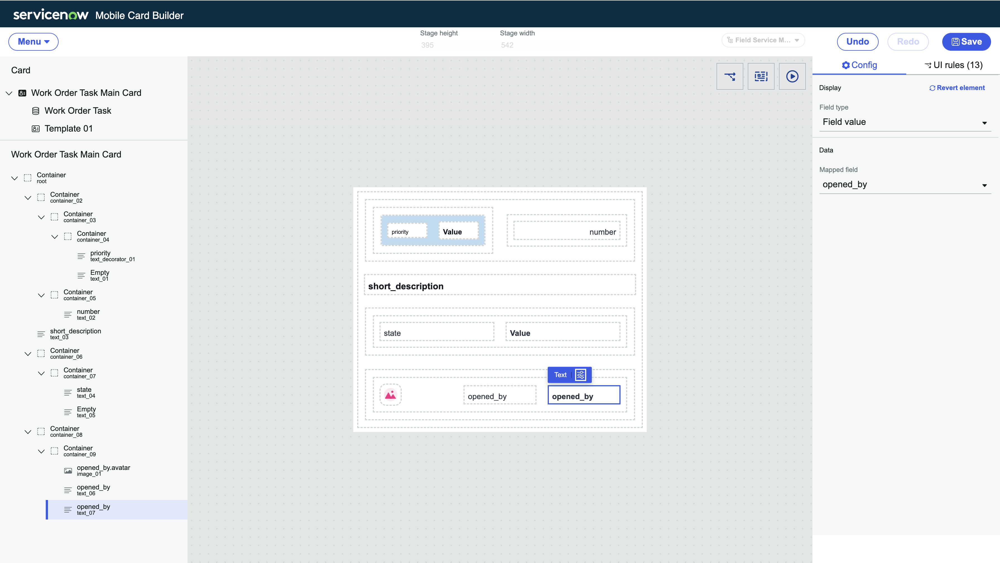 servicenow Mobile Card Builder
Menu
Stage height
395
Stage width
542
Field Service M...
Undo
Redo
Save
Card
Work Order Task Main Card
Work Order Task
Template 01
Work Order Task Main Card
Container
root
Container
container_02
Container
container_03
Container
container_04
priority
text_decorator_01
Empty
text_01
Container
container_05
number
text_02
short_description
text_03
Container
container_06
Container
container_07
state
text_04
Empty
text_05
Container
container_08
Container
container_09
opened_by.avatar
image_01
opened_by
text_06
opened_by
text_07
priority
Value
number
short_description
state
Value
Text
opened_by
opened_by
Config
UI rules (13)
Display
Revert element
Field type
Field value
Data
Mapped field
opened_by